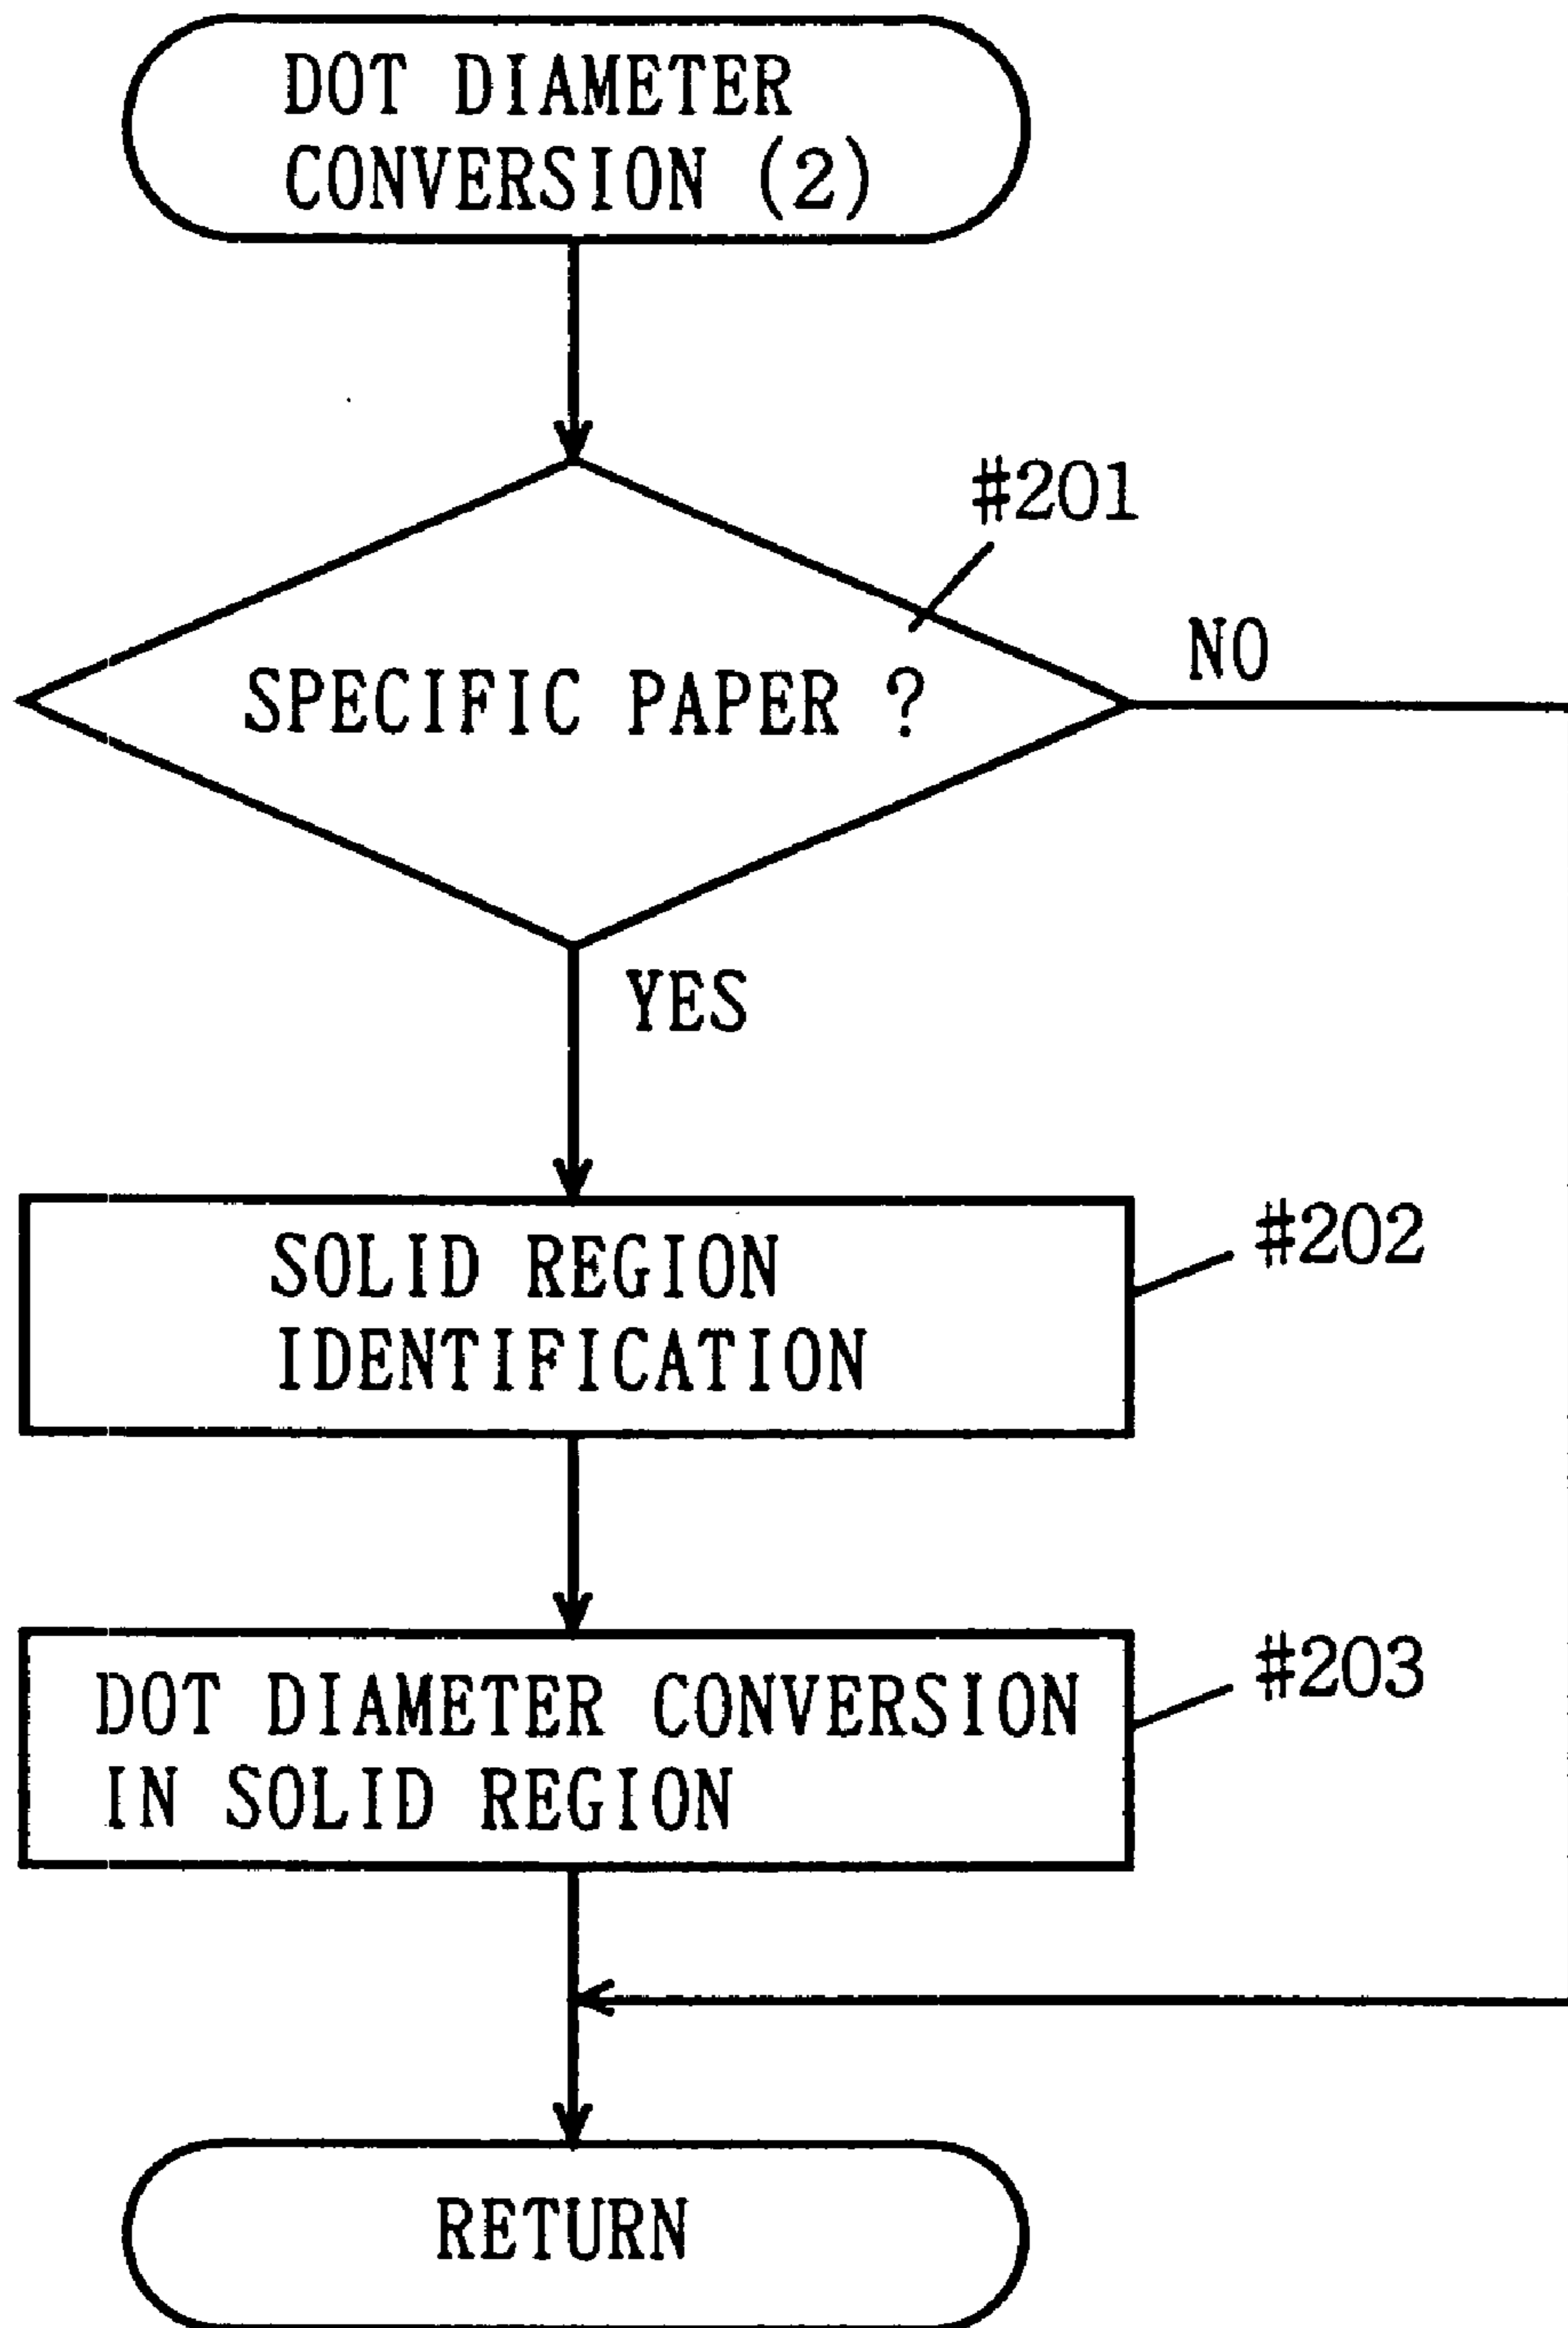 DOT DIAMETER
CONVERSION (2)
#201
NO
SPECIFIC PAPER ?
YES
SOLID REGION
IDENTIFICATION
#202
DOT DIAMETER CONVERSION
IN SOLID REGION
#203
RETURN